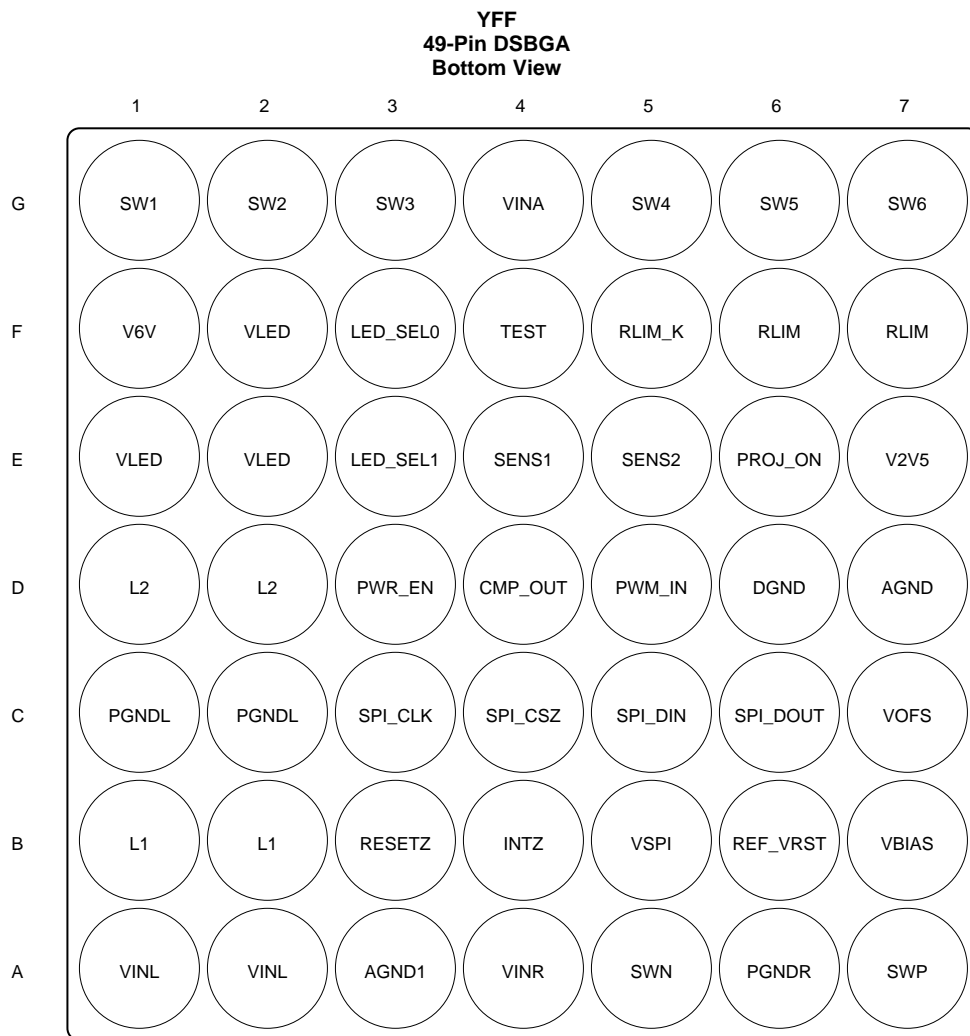 YFF
49-Pin DSBGA
Bottom View
1 2 3 4 5 6 7
G SW1 SW2 SW3 VINA SW4 SW5 SW6
F V6V VLED LED_SEL0 TEST RLIM_K RLIM RLIM
E VLED VLED LED_SEL1 SENS1 SENS2 PROJ_ON V2V5
D L2 L2 PWR_EN CMP_OUT PWM_IN DGND AGND
C PGNDL PGNDL SPI_CLK SPI_CSZ SPI_DIN SPI_DOUT VOFS
B L1 L1 RESETZ INTZ VSPI REF_VRST VBIAS
A VINL VINL AGND1 VINR SWN PGNDR SWP